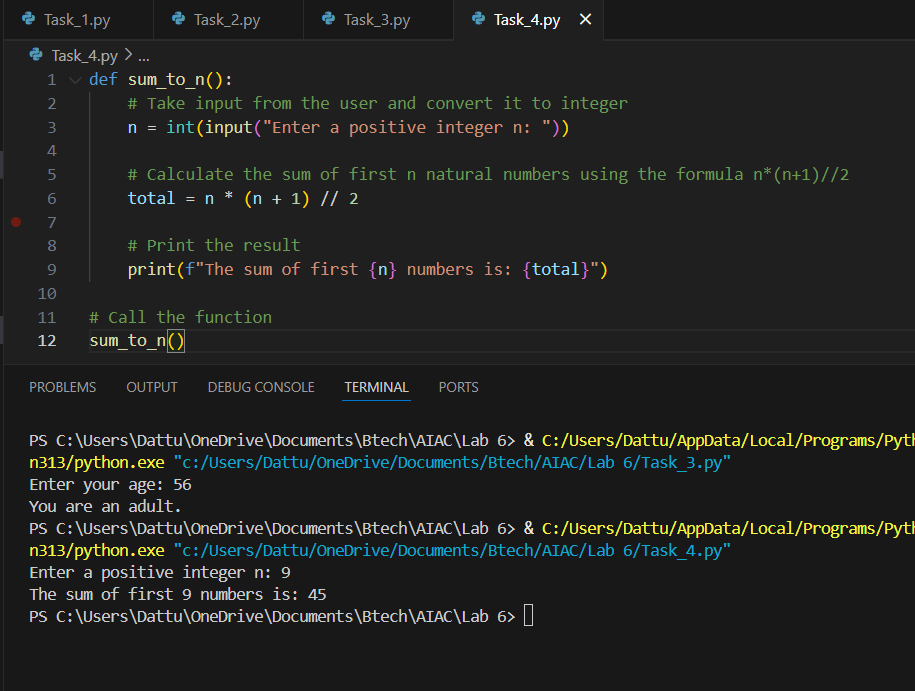 Task_1.py Task_2.py Task_3.py Task_4.py
Task_4.py > ...
1 def sum_to_n():
2     # Take input from the user and convert it to integer
3     n = int(input("Enter a positive integer n: "))
4
5     # Calculate the sum of first n natural numbers using the formula n*(n+1)//2
6     total = n * (n + 1) // 2
7
8     # Print the result
9     print(f"The sum of first {n} numbers is: {total}")
10
11 # Call the function
12 sum_to_n()
PROBLEMS OUTPUT DEBUG CONSOLE TERMINAL PORTS
PS C:\Users\Dattu\OneDrive\Documents\Btech\AIAC\Lab 6> & C:/Users/Dattu/AppData/Local/Programs/Pyth
n313/python.exe "c:/Users/Dattu/OneDrive/Documents/Btech/AIAC/Lab 6/Task_3.py"
Enter your age: 56
You are an adult.
PS C:\Users\Dattu\OneDrive\Documents\Btech\AIAC\Lab 6> & C:/Users/Dattu/AppData/Local/Programs/Pyth
n313/python.exe "c:/Users/Dattu/OneDrive/Documents/Btech/AIAC/Lab 6/Task_4.py"
Enter a positive integer n: 9
The sum of first 9 numbers is: 45
PS C:\Users\Dattu\OneDrive\Documents\Btech\AIAC\Lab 6>